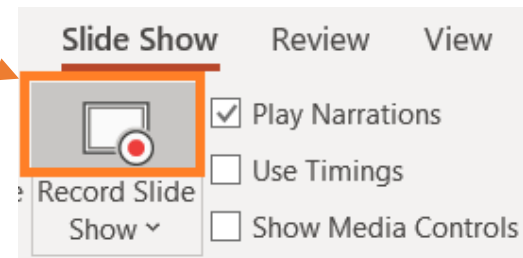 Slide Show Review View
Play Narrations
Use Timings
Record Slide
Show
Show Media Controls